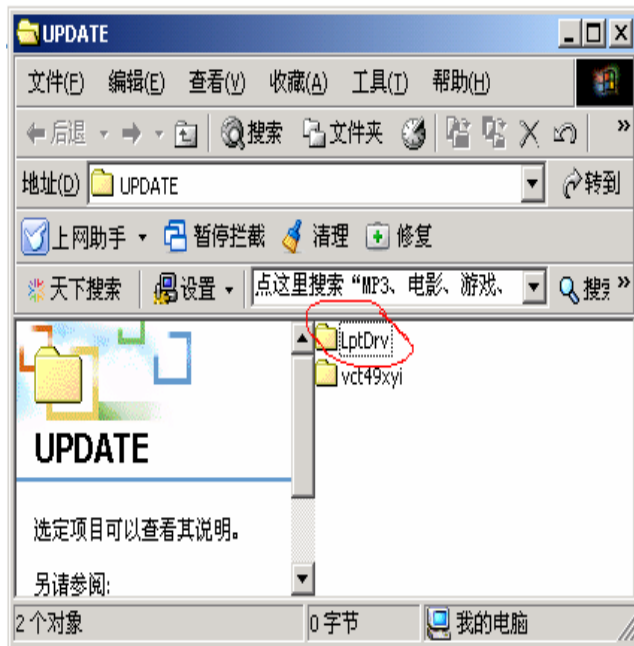 UPDATE
文件(F) 编辑(E) 查看(V) 收藏(A) 工具(T) 帮助(H)
后退 搜索 文件夹 »
地址(D) UPDATE 转到
上网助手 暂停拦截 清理 修复
天下搜索 设置 点这里搜索“MP3、电影、游戏、 搜 »
LptDrv
vct49xyi
UPDATE
选定项目可以查看其说明。
另请参阅:
2 个对象 0 字节 我的电脑